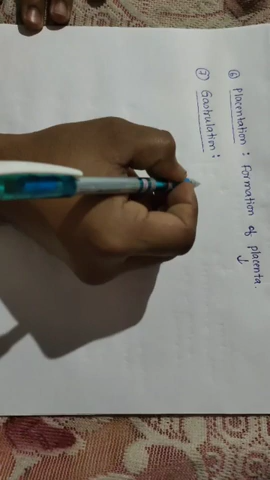 ⑥ Placentation : Formation of placenta.
↓
⑦ Gastrulation :